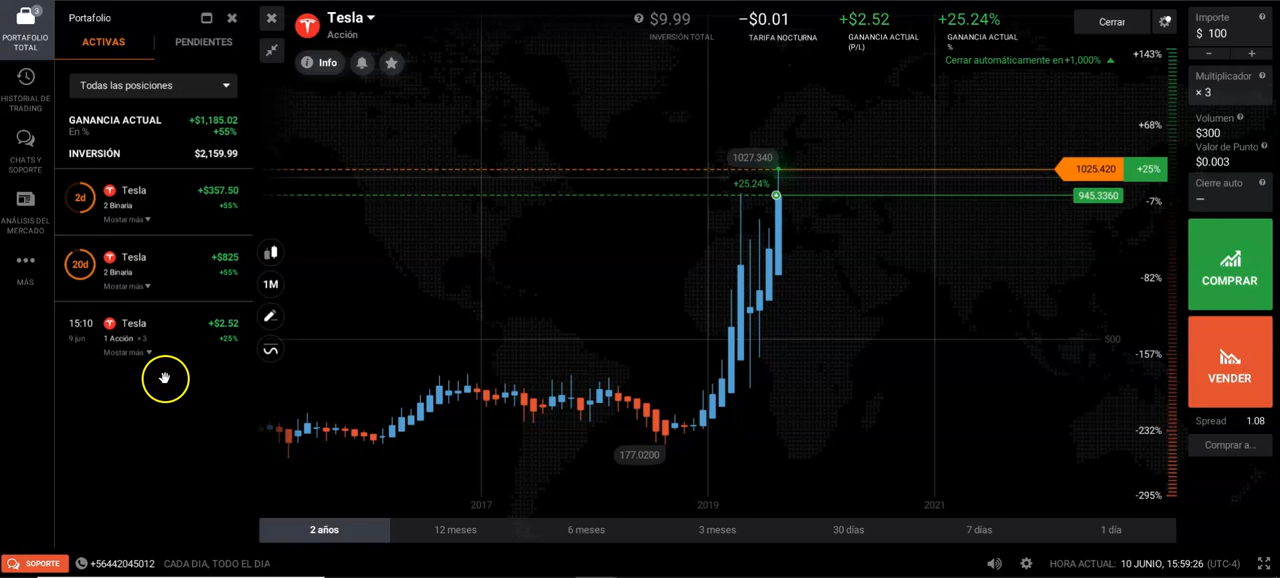 3
PORTAFOLIO
TOTAL
HISTORIAL DE
TRADING
CHATS Y
SOPORTE
ANÁLISIS DEL
MERCADO
MÁS
Portafolio
ACTIVAS
PENDIENTES
Todas las posiciones
GANANCIA ACTUAL +$1,185.02
En % +55%
INVERSIÓN $2,159.99
2d Tesla +$357.50
2 Binaria +55%
Mostar más
20d Tesla +$825
2 Binaria +55%
Mostar más
15:10 Tesla +$2.52
9 jun 1 Acción ×3 +25%
Mostar más
Tesla
Acción
Info
$9.99
INVERSIÓN TOTAL
−$0.01
TARIFA NOCTURNA
+$2.52
GANANCIA ACTUAL
(P/L)
+25.24%
GANANCIA ACTUAL
%
Cerrar automáticamente en +1,000%
Cerrar
+143%
+68%
1027.340
1025.420 +25%
+25.24%
945.3360
-7%
-82%
1M
500
-157%
-232%
177.0200
-295%
2017
2019
2021
2 años
12 meses
6 meses
3 meses
30 días
7 días
1 día
Importe
$ 100
− +
Multiplicador
× 3
Volumen
$300
Valor de Punto
$0.003
Cierre auto
—
COMPRAR
VENDER
Spread 1.08
Comprar a...
SOPORTE
+56442045012
CADA DIA, TODO EL DIA
HORA ACTUAL: 10 JUNIO, 15:59:26 (UTC-4)